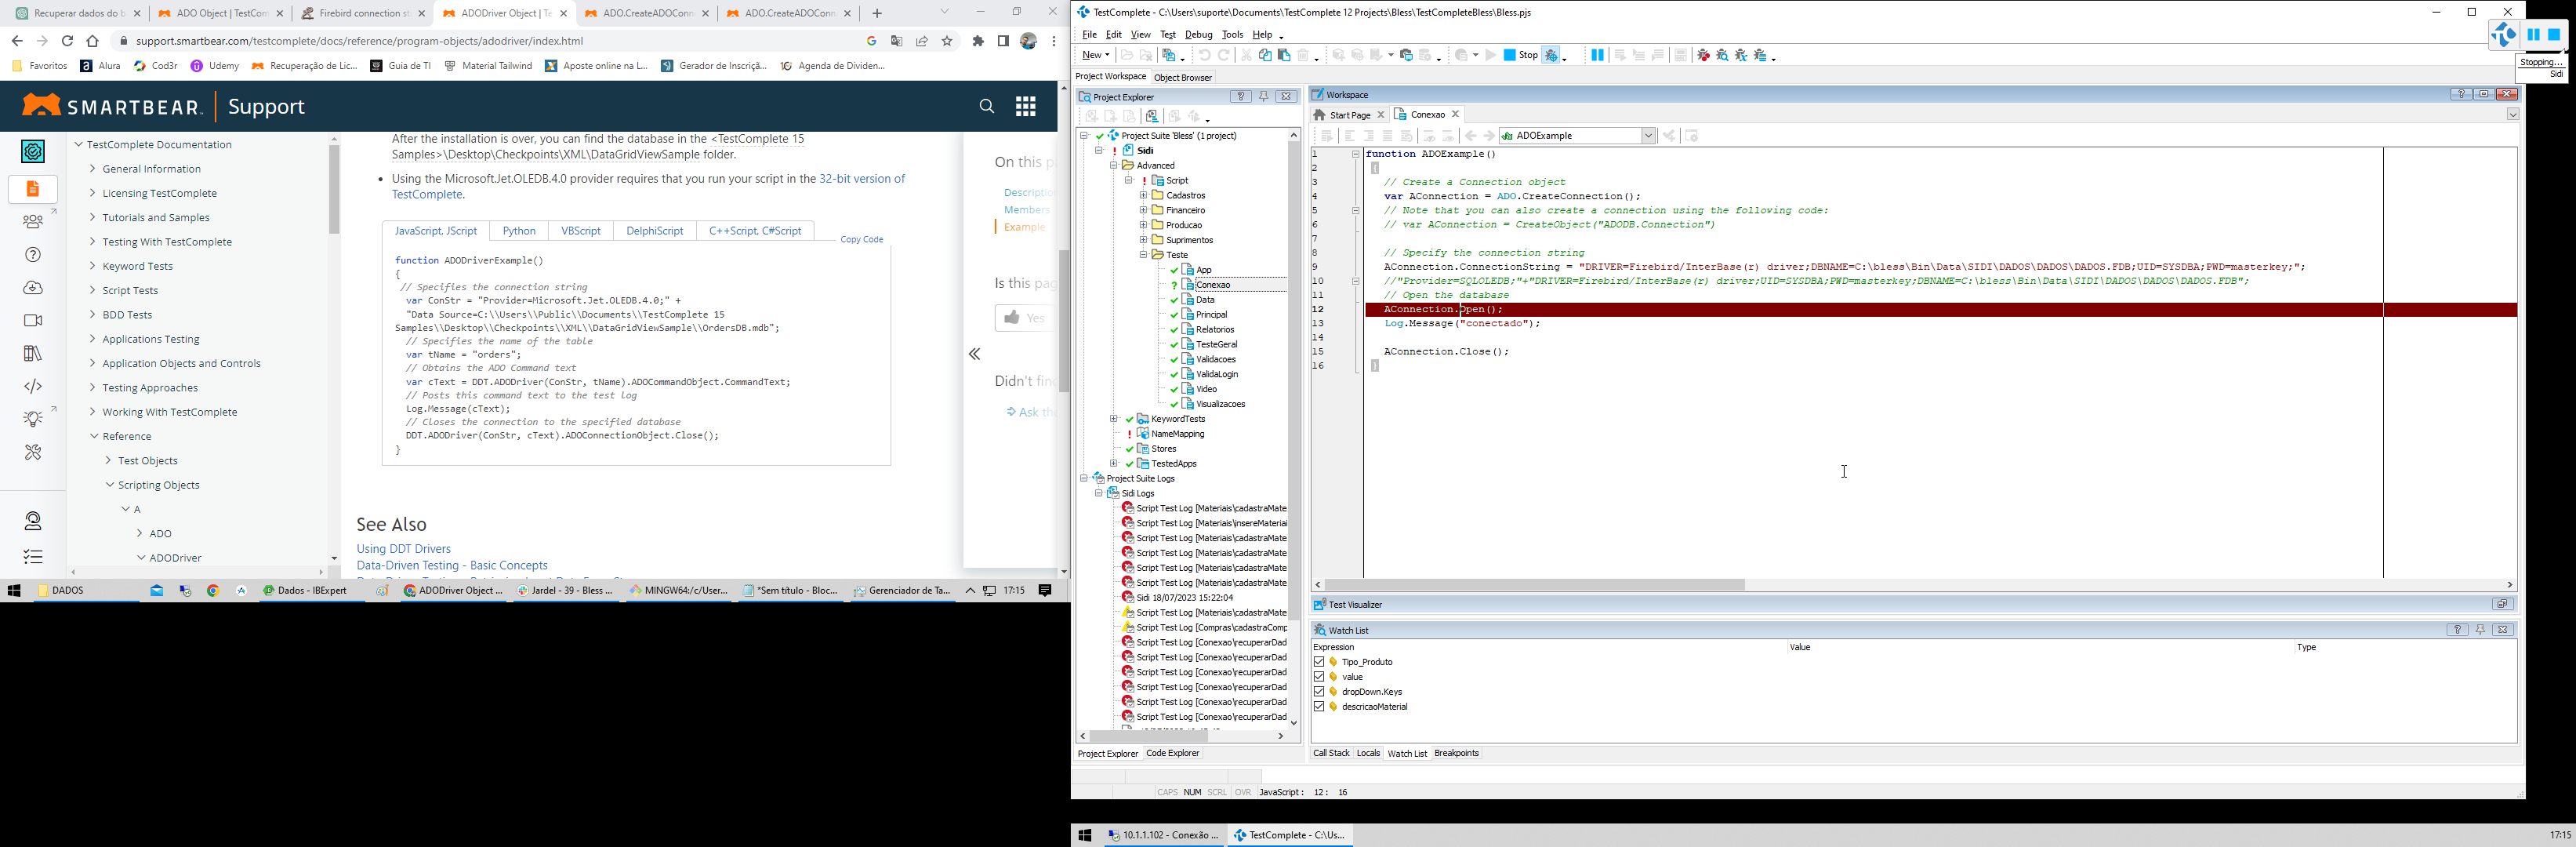 Recuperar dados do b
ADO Object | TestCom
Firebird connection st
ADODriver Object | Te
ADO.CreateADOConn
ADO.CreateADOConn
support.smartbear.com/testcomplete/docs/reference/program-objects/adodriver/index.html
Favoritos
Alura
Cod3r
Udemy
Recuperação de Lic...
Guia de TI
Material Tailwind
Aposte online na L...
Gerador de Inscriçã...
Agenda de Dividen...
SMARTBEAR
Support
TestComplete Documentation
General Information
Licensing TestComplete
Tutorials and Samples
Testing With TestComplete
Keyword Tests
Script Tests
BDD Tests
Applications Testing
Application Objects and Controls
Testing Approaches
Working With TestComplete
Reference
Test Objects
Scripting Objects
A
ADO
ADODriver
After the installation is over, you can find the database in the <TestComplete 15
Samples>\Desktop\Checkpoints\XML\DataGridViewSample folder.
Using the Microsoft.Jet.OLEDB.4.0 provider requires that you run your script in the 32-bit version of
TestComplete.
JavaScript, JScript
Python
VBScript
DelphiScript
C++Script, C#Script
Copy Code
function ADODriverExample()
{
// Specifies the connection string
var ConStr = "Provider=Microsoft.Jet.OLEDB.4.0;" +
"Data Source=C:\\Users\\Public\\Documents\\TestComplete 15
Samples\\Desktop\\Checkpoints\\XML\\DataGridViewSample\\OrdersDB.mdb";
// Specifies the name of the table
var tName = "orders";
// Obtains the ADO Command text
var cText = DDT.ADODriver(ConStr, tName).ADOCommandObject.CommandText;
// Posts this command text to the test log
Log.Message(cText);
// Closes the connection to the specified database
DDT.ADODriver(ConStr, cText).ADOConnectionObject.Close();
}
See Also
Using DDT Drivers
Data-Driven Testing - Basic Concepts
On this p
Descriptio
Members
Example
Is this pag
Yes
Didn't fin
Ask th
DADOS
Dados - IBExpert
ADODriver Object ...
Jardel - 39 - Bless ...
MINGW64:/c/User...
*Sem título - Bloc...
Gerenciador de Ta...
17:15
TestComplete - C:\Users\suporte\Documents\TestComplete 12 Projects\Bless\TestCompleteBless\Bless.pjs
File Edit View Test Debug Tools Help
New
Stop
Stopping...
Sidi
Project Workspace
Object Browser
Project Explorer
Project Suite 'Bless' (1 project)
Sidi
Advanced
Script
Cadastros
Financeiro
Producao
Suprimentos
Teste
App
Conexao
Data
Principal
Relatorios
TesteGeral
Validacoes
ValidaLogin
Video
Visualizacoes
KeywordTests
NameMapping
Stores
TestedApps
Project Suite Logs
Sidi Logs
Script Test Log [Materiais\cadastraMate
Script Test Log [Materiais\insereMateria
Script Test Log [Materiais\cadastraMate
Script Test Log [Materiais\cadastraMate
Script Test Log [Materiais\cadastraMate
Script Test Log [Materiais\cadastraMate
Sidi 18/07/2023 15:22:04
Script Test Log [Materiais\cadastraMate
Script Test Log [Compras\cadastraComp
Script Test Log [Conexao\recuperarDad
Script Test Log [Conexao\recuperarDad
Script Test Log [Conexao\recuperarDad
Script Test Log [Conexao\recuperarDad
Script Test Log [Conexao\recuperarDad
Script Test Log [Conexao\recuperarDad
Project Explorer
Code Explorer
Workspace
Start Page
Conexao
ADOExample
1 function ADOExample()
2 {
3 // Create a Connection object
4 var AConnection = ADO.CreateConnection();
5 // Note that you can also create a connection using the following code:
6 // var AConnection = CreateObject("ADODB.Connection")
7
8 // Specify the connection string
9 AConnection.ConnectionString = "DRIVER=Firebird/InterBase(r) driver;DBNAME=C:\bless\Bin\Data\SIDI\DADOS\DADOS\DADOS.FDB;UID=SYSDBA;PWD=masterkey;";
10 //"Provider=SQLOLEDB;"+"DRIVER=Firebird/InterBase(r) driver;UID=SYSDBA;PWD=masterkey;DBNAME=C:\bless\Bin\Data\SIDI\DADOS\DADOS\DADOS.FDB";
11 // Open the database
12 AConnection.Open();
13 Log.Message("conectado");
14
15 AConnection.Close();
16 }
Test Visualizer
Watch List
Expression
Value
Type
Tipo_Produto
value
dropDown.Keys
descricaoMaterial
Call Stack
Locals
Watch List
Breakpoints
CAPS NUM SCRL OVR JavaScript : 12 : 16
10.1.1.102 - Conexão ...
TestComplete - C:\Us...
17:15